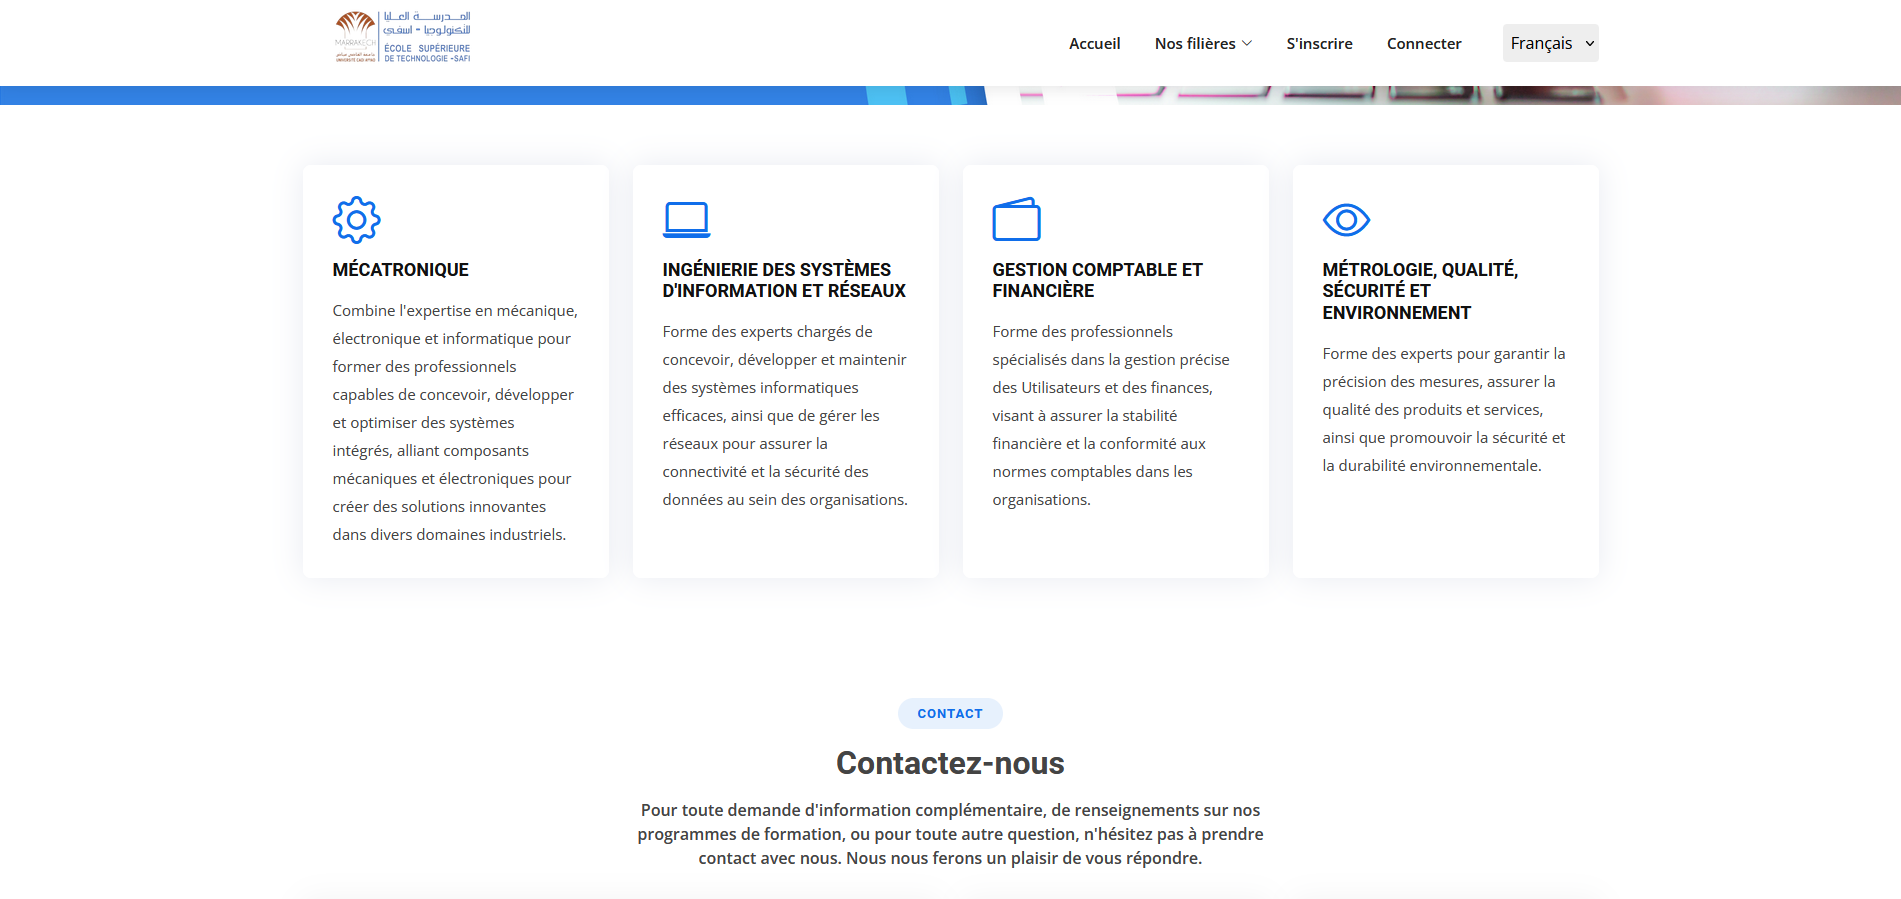 المدرسة العليا
للتكنولوجيا - اسفي
MARRAKECH
ÉCOLE SUPÉRIEURE
DE TECHNOLOGIE -SAFI
Accueil
Nos filières
S'inscrire
Connecter
Français
MÉCATRONIQUE
Combine l'expertise en mécanique,
électronique et informatique pour
former des professionnels
capables de concevoir, développer
et optimiser des systèmes
intégrés, alliant composants
mécaniques et électroniques pour
créer des solutions innovantes
dans divers domaines industriels.
INGÉNIERIE DES SYSTÈMES
D'INFORMATION ET RÉSEAUX
Forme des experts chargés de
concevoir, développer et maintenir
des systèmes informatiques
efficaces, ainsi que de gérer les
réseaux pour assurer la
connectivité et la sécurité des
données au sein des organisations.
GESTION COMPTABLE ET
FINANCIÈRE
Forme des professionnels
spécialisés dans la gestion précise
des Utilisateurs et des finances,
visant à assurer la stabilité
financière et la conformité aux
normes comptables dans les
organisations.
MÉTROLOGIE, QUALITÉ,
SÉCURITÉ ET
ENVIRONNEMENT
Forme des experts pour garantir la
précision des mesures, assurer la
qualité des produits et services,
ainsi que promouvoir la sécurité et
la durabilité environnementale.
CONTACT
Contactez-nous
Pour toute demande d'information complémentaire, de renseignements sur nos
programmes de formation, ou pour toute autre question, n'hésitez pas à prendre
contact avec nous. Nous nous ferons un plaisir de vous répondre.